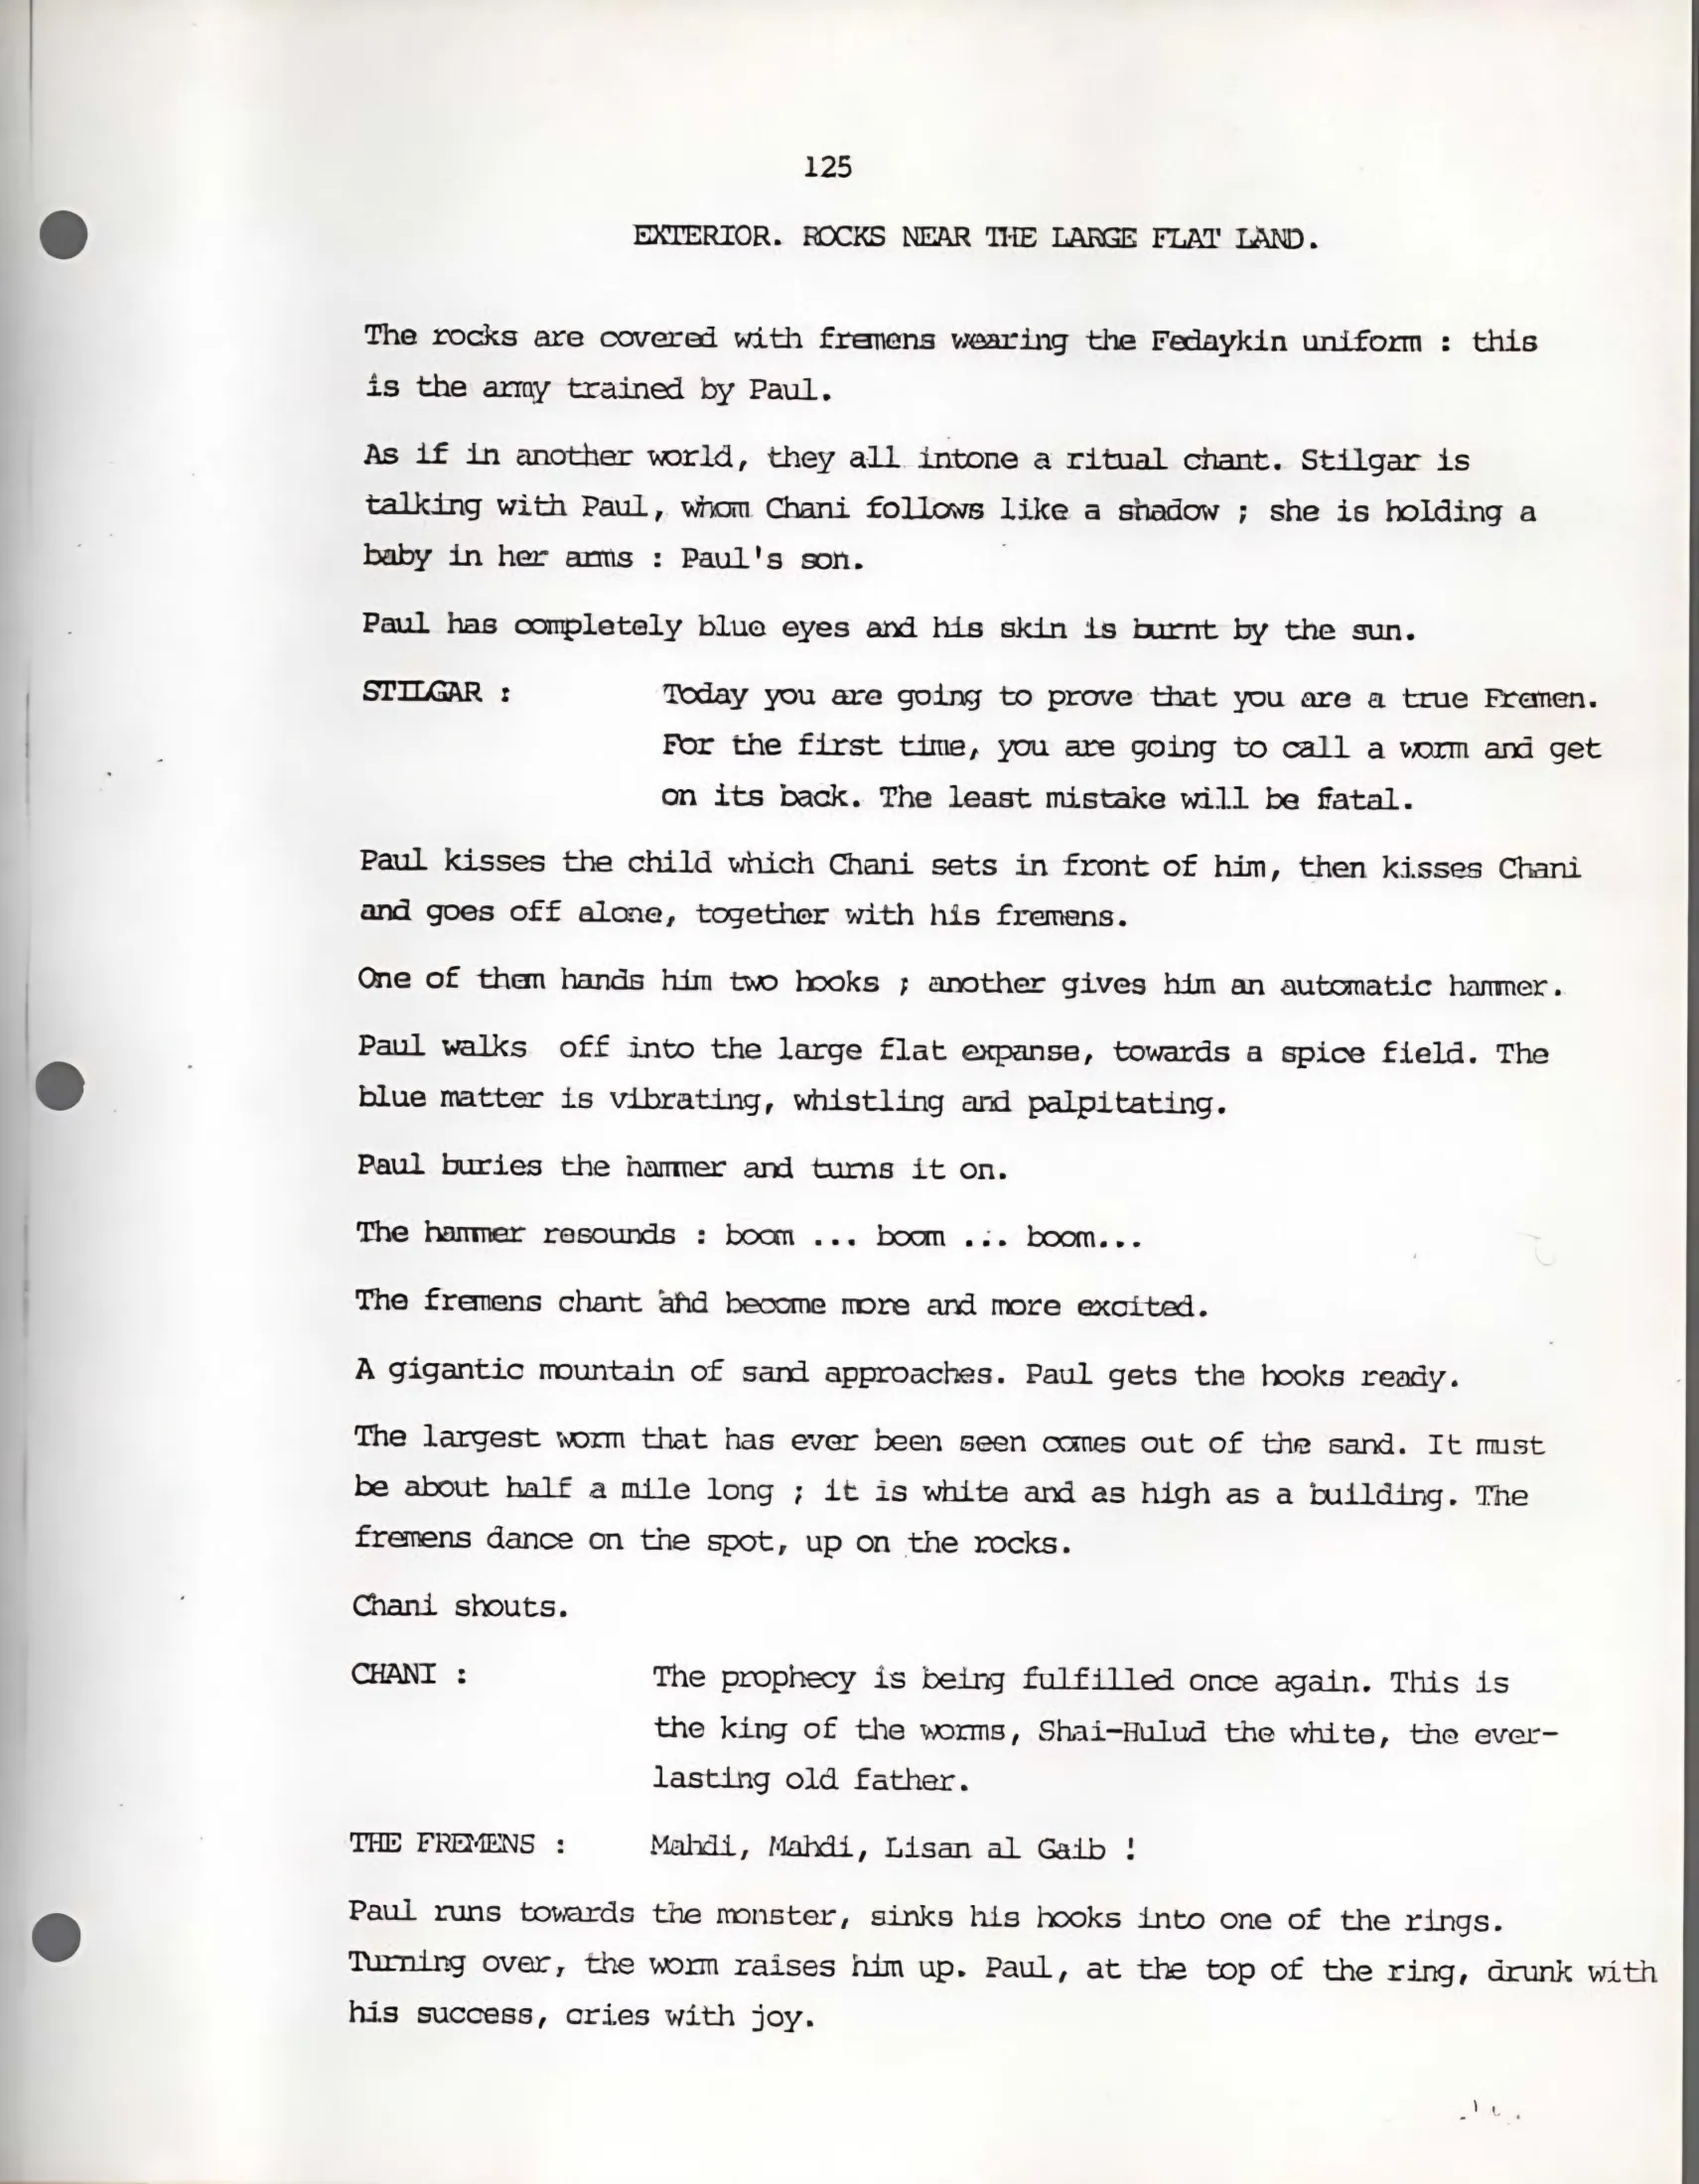 125
EXTERIOR. ROCKS NEAR THE LARGE FLAT LAND.
The rocks are covered with fremens wearing the Fedaykin uniform : this
is the army trained by Paul.
As if in another world, they all intone a ritual chant. Stilgar is
talking with Paul, whom Chani follows like a shadow ; she is holding a
baby in her arms : Paul's son.
Paul has completely blue eyes and his skin is burnt by the sun.
STILGAR : Today you are going to prove that you are a true Fremen.
For the first time, you are going to call a worm and get
on its back. The least mistake will be fatal.
Paul kisses the child which Chani sets in front of him, then kisses Chani
and goes off alone, together with his fremens.
One of them hands him two hooks ; another gives him an automatic hammer.
Paul walks off into the large flat expanse, towards a spice field. The
blue matter is vibrating, whistling and palpitating.
Paul buries the hammer and turns it on.
The hammer resounds : boom ... boom ... boom...
The fremens chant and become more and more excited.
A gigantic mountain of sand approaches. Paul gets the hooks ready.
The largest worm that has ever been seen comes out of the sand. It must
be about half a mile long ; it is white and as high as a building. The
fremens dance on the spot, up on the rocks.
Chani shouts.
CHANI : The prophecy is being fulfilled once again. This is
the king of the worms, Shai-Hulud the white, the ever-
lasting old father.
THE FREMENS : Mahdi, Mahdi, Lisan al Gaib !
Paul runs towards the monster, sinks his hooks into one of the rings.
Turning over, the worm raises him up. Paul, at the top of the ring, drunk with
his success, cries with joy.